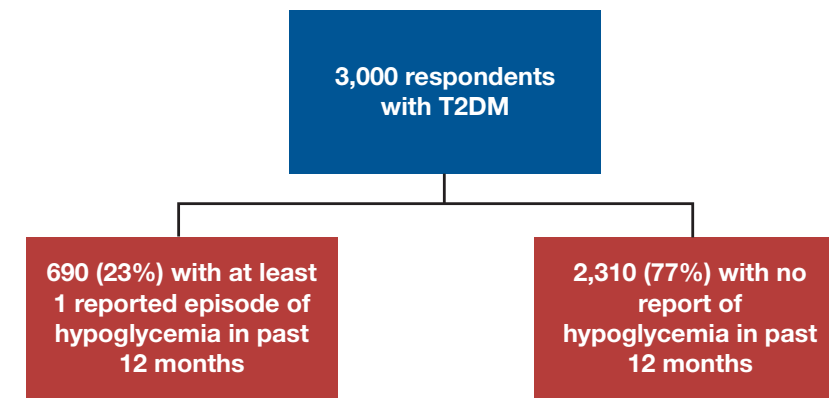 3,000 respondents
with T2DM
690 (23%) with at least
1 reported episode of
hypoglycemia in past
12 months
2,310 (77%) with no
report of
hypoglycemia in past
12 months